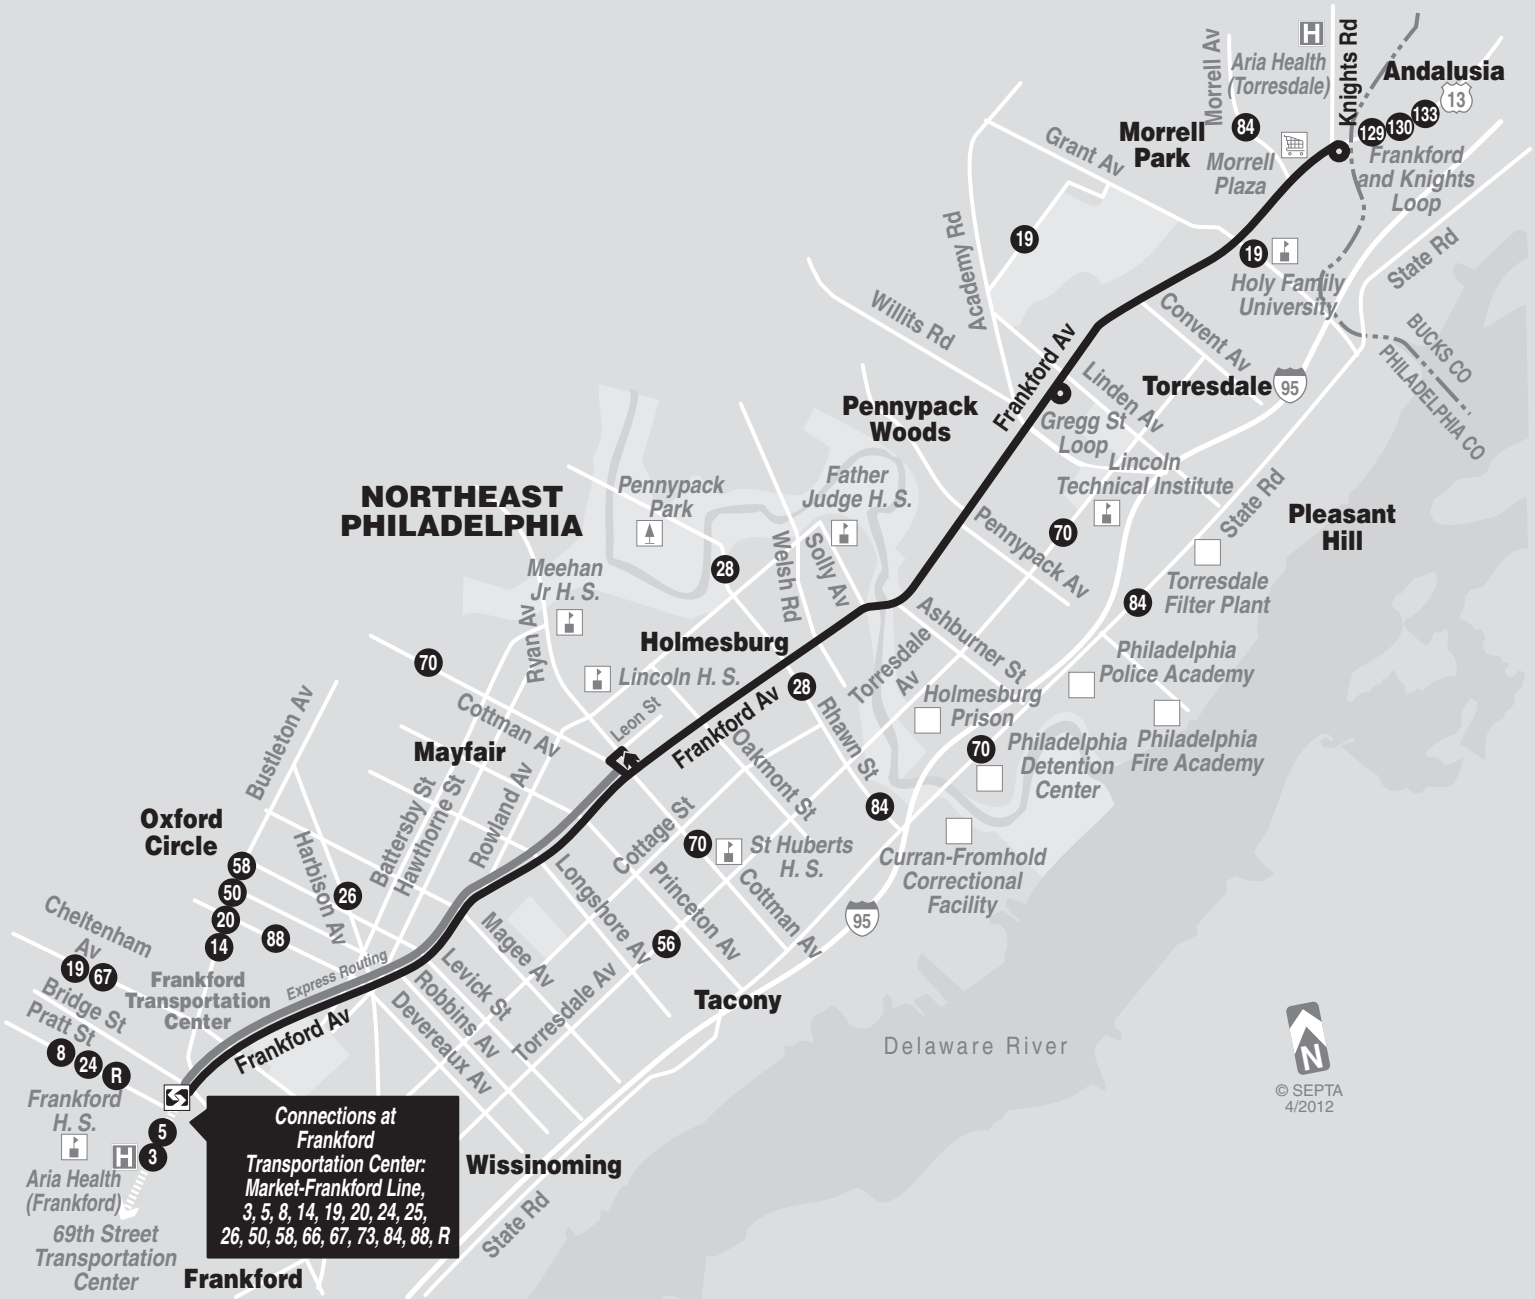 H
Aria Health
(Torresdale)
Morrell Av
Knights Rd
Andalusia
13
133
130
129
84
Morrell
Park
Morrell
Plaza
Frankford
and Knights
Loop
Grant Av
19
Academy Rd
19
Holy Family
University
State Rd
Willits Rd
Convent Av
BUCKS CO
PHILADELPHIA CO
Frankford Av
Linden Av
Torresdale
95
Pennypack
Woods
Gregg St
Loop
Lincoln
Technical Institute
NORTHEAST
PHILADELPHIA
Pennypack
Park
Father
Judge H. S.
State Rd
Pleasant
Hill
Pennypack Av
70
Welsh Rd
Solly Av
28
Meehan
Jr H. S.
Torresdale
Filter Plant
84
Ryan Av
Ashburner St
Holmesburg
70
Lincoln H. S.
Torresdale
Av
Philadelphia
Police Academy
28
Holmesburg
Prison
Bustleton Av
Cottman Av
Leon St
Frankford Av
Rhawn St
Oakmont St
Mayfair
70
Philadelphia
Detention
Center
Philadelphia
Fire Academy
Battersby St
Hawthorne St
Rowland Av
84
Oxford
Circle
Harbison Av
Cottage St
70
St Huberts
H. S.
Curran-Fromhold
Correctional
Facility
58
50
20
14
26
88
Longshore Av
Princeton Av
Cottman Av
95
Cheltenham
Av
19
67
Magee Av
56
Frankford
Transportation
Center
Express Routing
Levick St
Robbins Av
Devereaux Av
Torresdale Av
Tacony
Bridge St
Pratt St
Frankford Av
Delaware River
N
© SEPTA
4/2012
8
24
R
Frankford
H. S.
5
3
H
Aria Health
(Frankford)
69th Street
Transportation
Center
Connections at
Frankford
Transportation Center:
Market-Frankford Line,
3, 5, 8, 14, 19, 20, 24, 25,
26, 50, 58, 66, 67, 73, 84, 88, R
Wissinoming
State Rd
Frankford